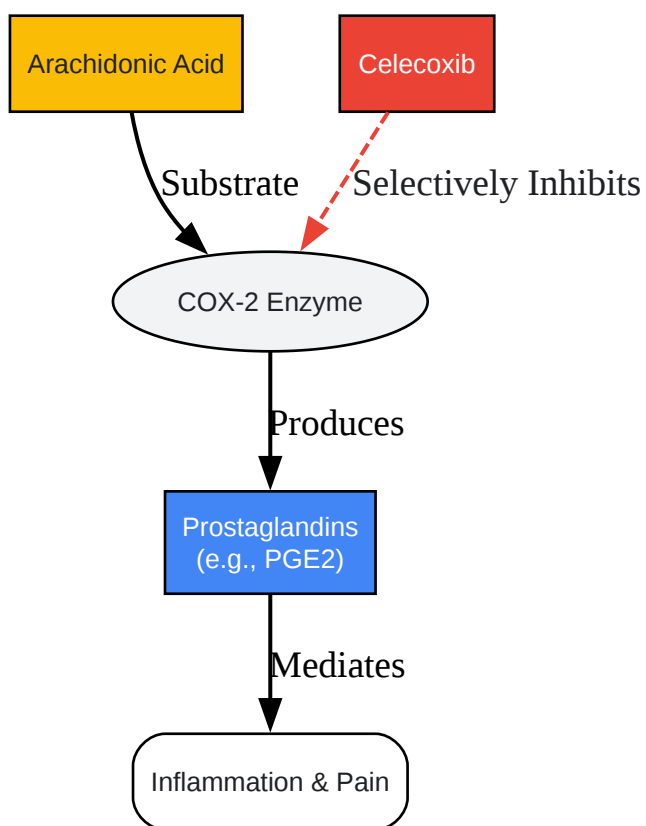 Arachidonic Acid
Celecoxib
Substrate
Selectively Inhibits
COX-2 Enzyme
Produces
Prostaglandins
(e.g., PGE2)
Mediates
Inflammation & Pain